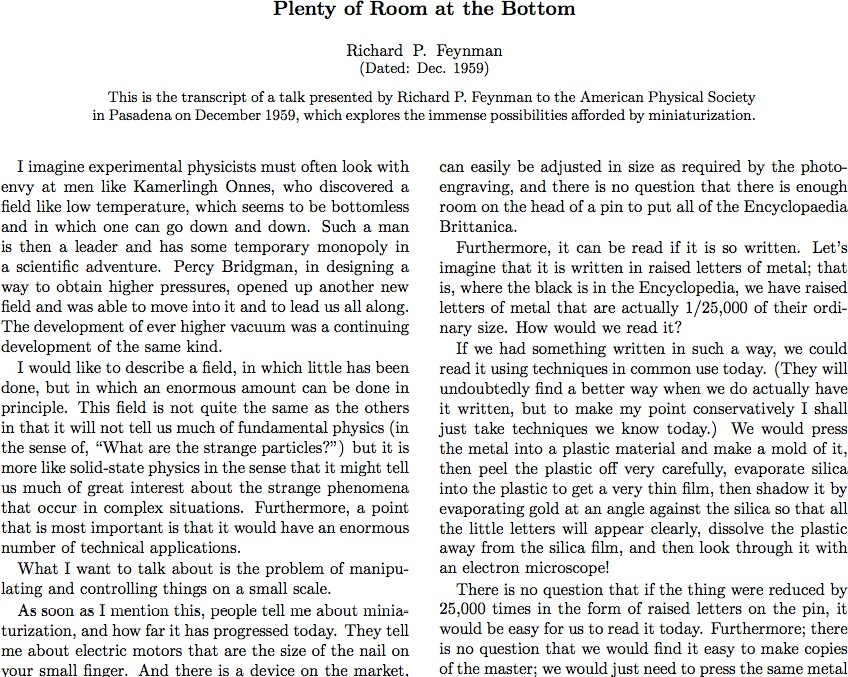 Plenty of Room at the Bottom
Richard P. Feynman
(Dated: Dec. 1959)
This is the transcript of a talk presented by Richard P. Feynman to the American Physical Society
in Pasadena on December 1959, which explores the immense possibilities afforded by miniaturization.
I imagine experimental physicists must often look with
envy at men like Kamerlingh Onnes, who discovered a
field like low temperature, which seems to be bottomless
and in which one can go down and down. Such a man
is then a leader and has some temporary monopoly in
a scientific adventure. Percy Bridgman, in designing a
way to obtain higher pressures, opened up another new
field and was able to move into it and to lead us all along.
The development of ever higher vacuum was a continuing
development of the same kind.
I would like to describe a field, in which little has been
done, but in which an enormous amount can be done in
principle. This field is not quite the same as the others
in that it will not tell us much of fundamental physics (in
the sense of, “What are the strange particles?”) but it is
more like solid-state physics in the sense that it might tell
us much of great interest about the strange phenomena
that occur in complex situations. Furthermore, a point
that is most important is that it would have an enormous
number of technical applications.
What I want to talk about is the problem of manipu-
lating and controlling things on a small scale.
As soon as I mention this, people tell me about minia-
turization, and how far it has progressed today. They tell
me about electric motors that are the size of the nail on
your small finger. And there is a device on the market,
can easily be adjusted in size as required by the photo-
engraving, and there is no question that there is enough
room on the head of a pin to put all of the Encyclopaedia
Brittanica.
Furthermore, it can be read if it is so written. Let’s
imagine that it is written in raised letters of metal; that
is, where the black is in the Encyclopedia, we have raised
letters of metal that are actually 1/25,000 of their ordi-
nary size. How would we read it?
If we had something written in such a way, we could
read it using techniques in common use today. (They will
undoubtedly find a better way when we do actually have
it written, but to make my point conservatively I shall
just take techniques we know today.) We would press
the metal into a plastic material and make a mold of it,
then peel the plastic off very carefully, evaporate silica
into the plastic to get a very thin film, then shadow it by
evaporating gold at an angle against the silica so that all
the little letters will appear clearly, dissolve the plastic
away from the silica film, and then look through it with
an electron microscope!
There is no question that if the thing were reduced by
25,000 times in the form of raised letters on the pin, it
would be easy for us to read it today. Furthermore; there
is no question that we would find it easy to make copies
of the master; we would just need to press the same metal